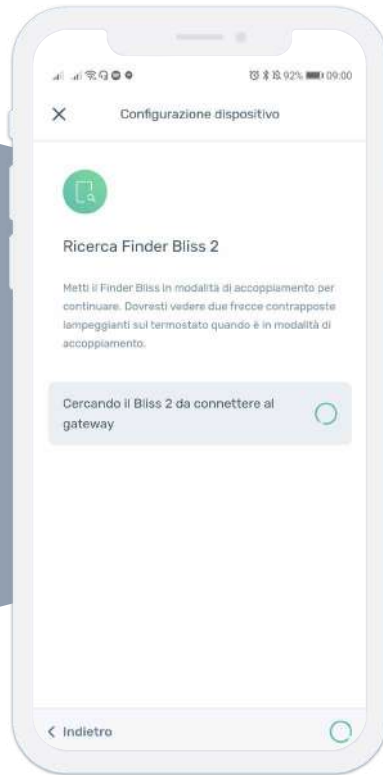 92% 09:00
Configurazione dispositivo
Ricerca Finder Bliss 2
Metti il Finder Bliss in modalità di accoppiamento per
continuare. Dovresti vedere due frecce contrapposte
lampeggianti sul termostato quando è in modalità di
accoppiamento.
Cercando il Bliss 2 da connettere al
gateway
Indietro